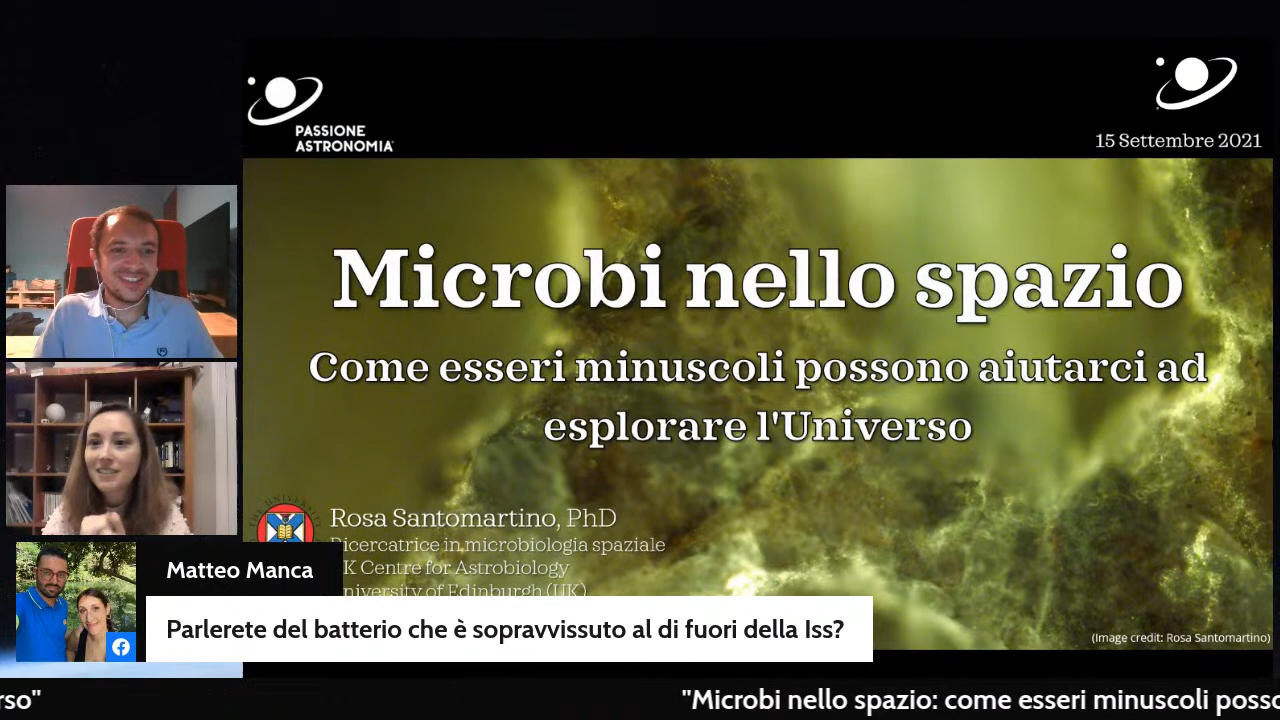 PASSIONE
ASTRONOMIA
15 Settembre 2021
Microbi nello spazio
Come esseri minuscoli possono aiutarci ad
esplorare l'Universo
Rosa Santomartino, PhD
Ricercatrice in microbiologia spaziale
UK Centre for Astrobiology
University of Edinburgh (UK)
(Image credit: Rosa Santomartino)
Matteo Manca
Parlerete del batterio che è sopravvissuto al di fuori della Iss?
rso" "Microbi nello spazio: come esseri minuscoli posso